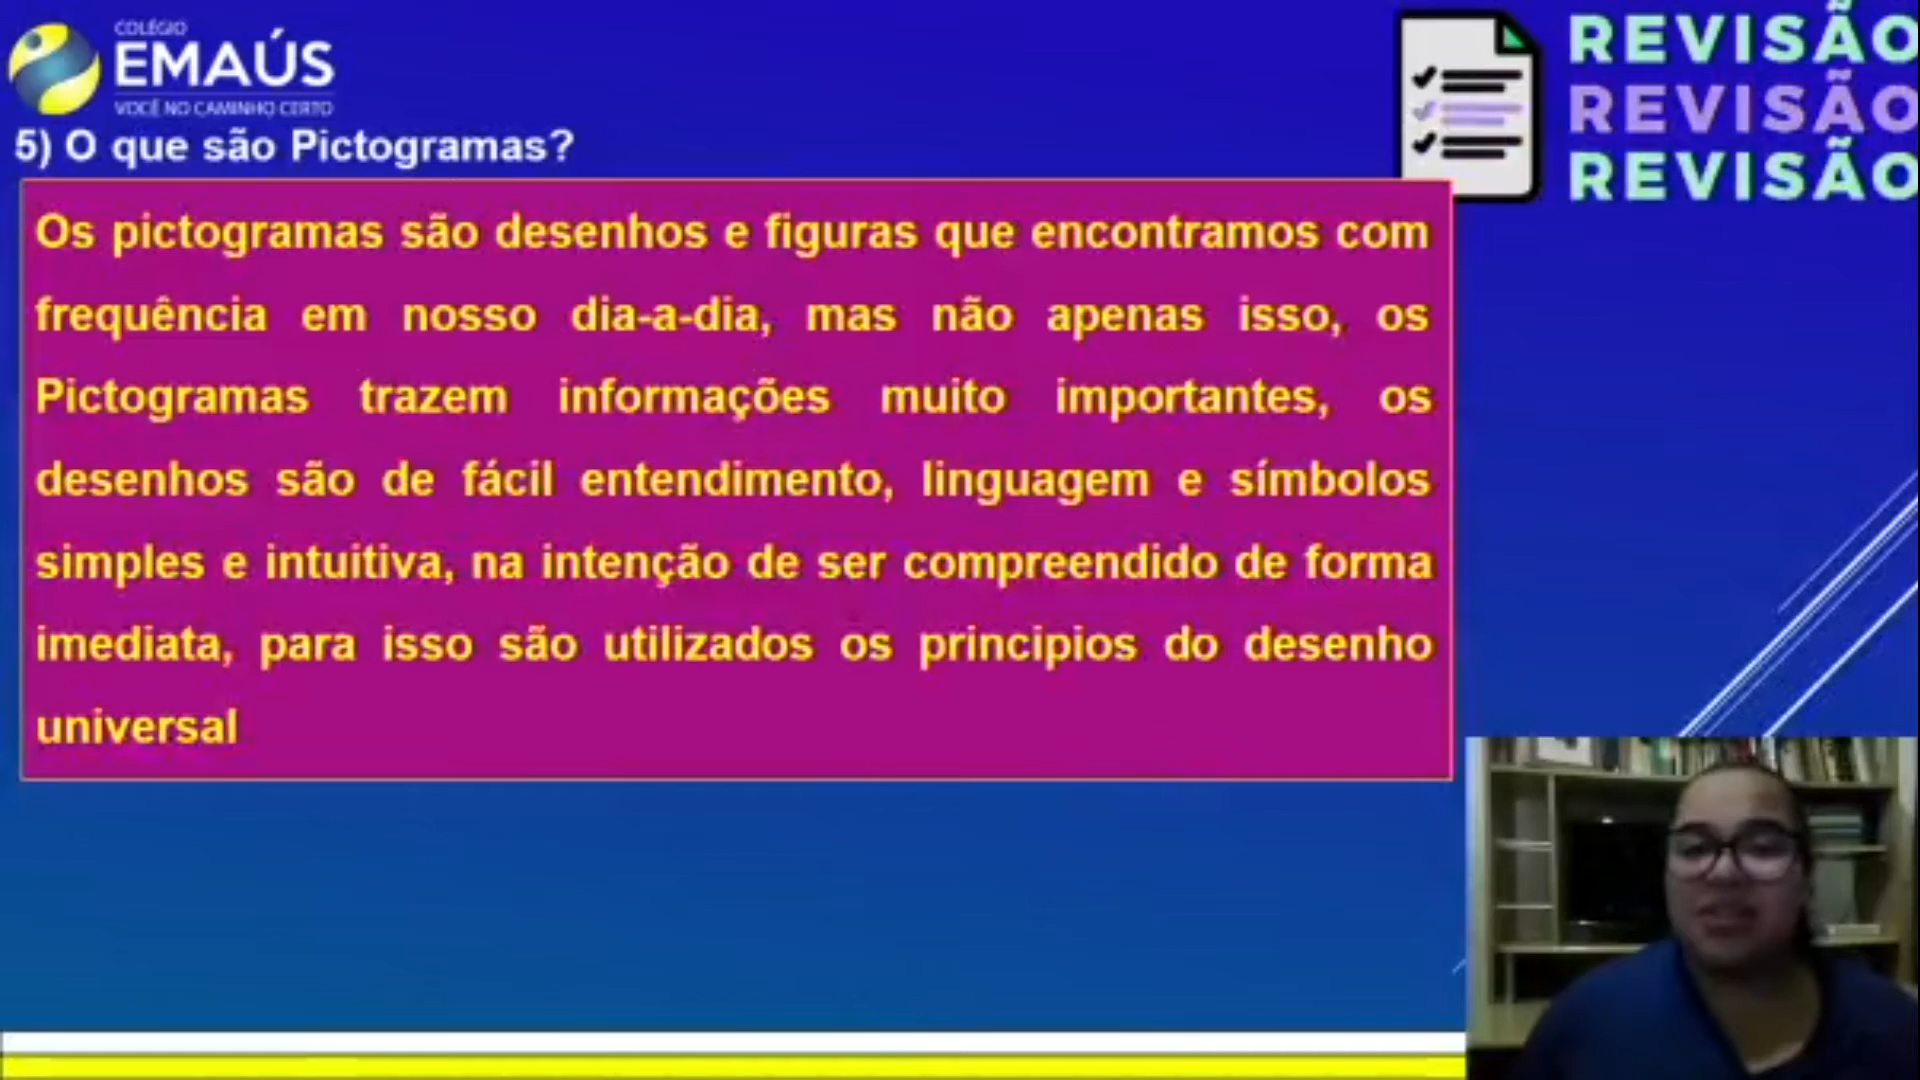 COLÉGIO
EMAÚS
VOCÊ NO CAMINHO CERTO
REVISÃO
REVISÃO
REVISÃO
5) O que são Pictogramas?
Os pictogramas são desenhos e figuras que encontramos com
frequência em nosso dia-a-dia, mas não apenas isso, os
Pictogramas trazem informações muito importantes, os
desenhos são de fácil entendimento, linguagem e símbolos
simples e intuitiva, na intenção de ser compreendido de forma
imediata, para isso são utilizados os principios do desenho
universal